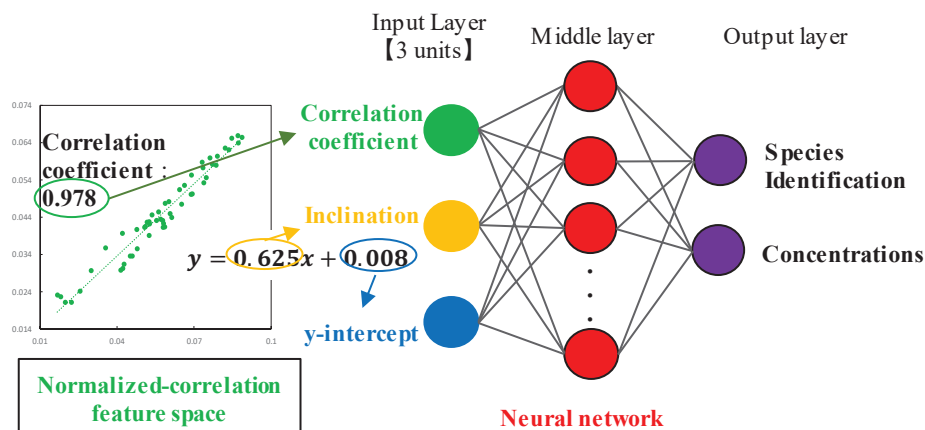 Input Layer
【3 units】
Middle layer
Output layer
0.074
0.064
0.054
0.044
0.034
0.024
0.014
0.01
0.04
0.07
0.1
Correlation
coefficient :
0.978
Correlation
coefficient
Inclination
y = 0.625x + 0.008
y-intercept
Species
Identification
Concentrations
Normalized-correlation
feature space
Neural network